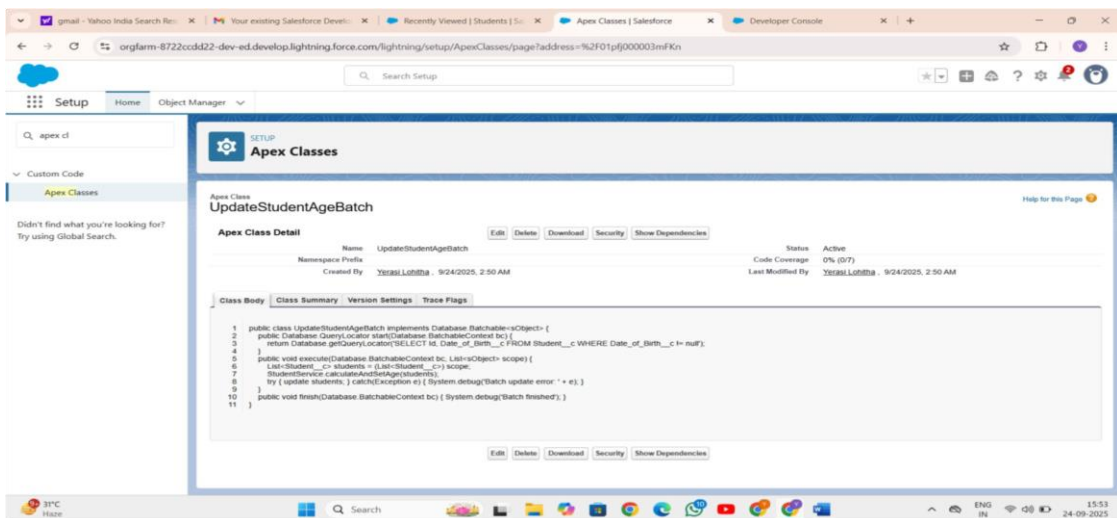 gmail - Yahoo India Search Res
Your existing Salesforce Develo
Recently Viewed | Students | Sa
Apex Classes | Salesforce
Developer Console
orgfarm-8722ccdd22-dev-ed.develop.lightning.force.com/lightning/setup/ApexClasses/page?address=%2F01pfj000003mFKn
Search Setup
Setup Home Object Manager
apex cl
SETUP
Apex Classes
Custom Code
Apex Classes
Didn't find what you're looking for?
Try using Global Search.
Apex Class
UpdateStudentAgeBatch
Help for this Page
Apex Class Detail
Edit Delete Download Security Show Dependencies
Name UpdateStudentAgeBatch Status Active
Namespace Prefix Code Coverage 0% (0/7)
Created By Yerasi Lohitha , 9/24/2025, 2:50 AM Last Modified By Yerasi Lohitha , 9/24/2025, 2:50 AM
Class Body Class Summary Version Settings Trace Flags
1 public class UpdateStudentAgeBatch implements Database.Batchable<sObject> {
2 public Database.QueryLocator start(Database.BatchableContext bc) {
3 return Database.getQueryLocator('SELECT Id, Date_of_Birth__c FROM Student__c WHERE Date_of_Birth__c != null');
4 }
5 public void execute(Database.BatchableContext bc, List<sObject> scope) {
6 List<Student__c> students = (List<Student__c>) scope;
7 StudentService.calculateAndSetAge(students);
8 try { update students; } catch(Exception e) { System.debug('Batch update error: ' + e); }
9 }
10 public void finish(Database.BatchableContext bc) { System.debug('Batch finished'); }
11 }
Edit Delete Download Security Show Dependencies
31°C
Haze
Search
ENG
IN
15:53
24-09-2025